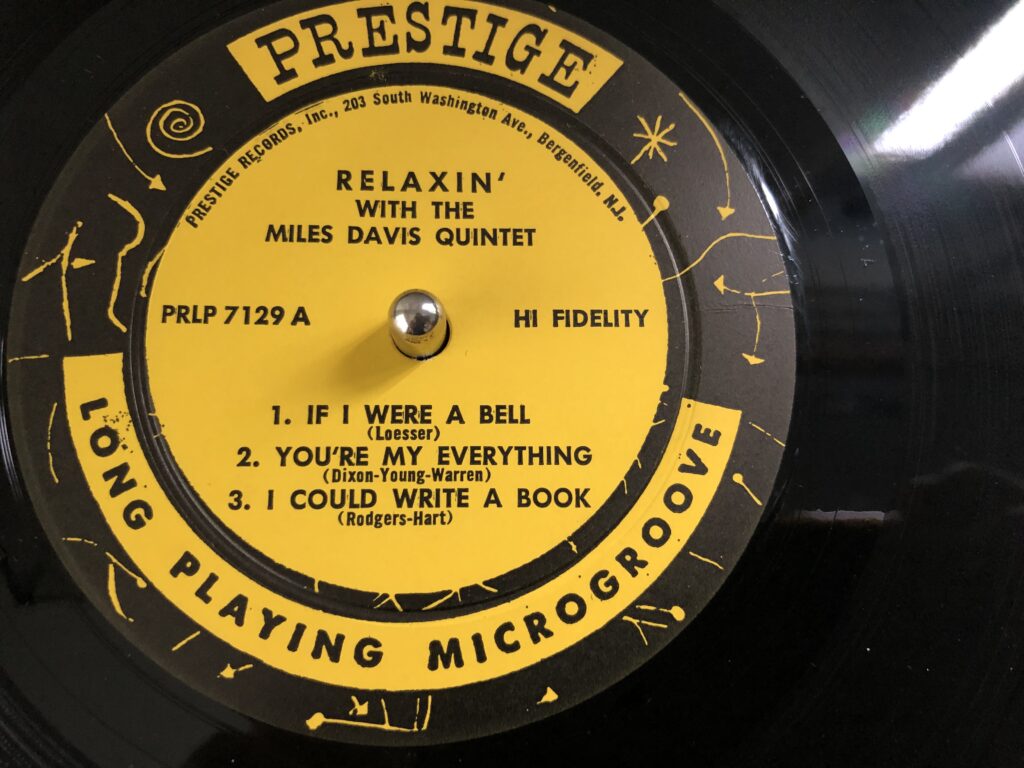 PRESTIGE
PRESTIGE RECORDS, Inc., 203 South Washington Ave., Bergenfield, N.J.
RELAXIN'
WITH THE
MILES DAVIS QUINTET
PRLP 7129 A
HI FIDELITY
1. IF I WERE A BELL
(Loesser)
2. YOU'RE MY EVERYTHING
(Dixon-Young-Warren)
3. I COULD WRITE A BOOK
(Rodgers-Hart)
LONG PLAYING MICROGROOVE